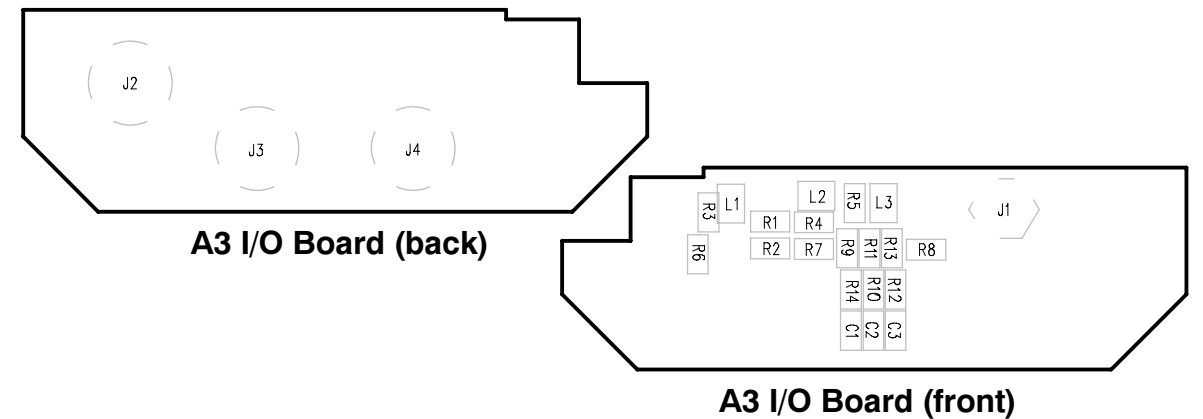 J2
J3 J4
A3 I/O Board (back)
R3 L1 L2 R5 L3 J1
R1 R4
R6 R2 R7 R9 R11 R13 R8
R14 R10 R12
C1 C2 C3
A3 I/O Board (front)